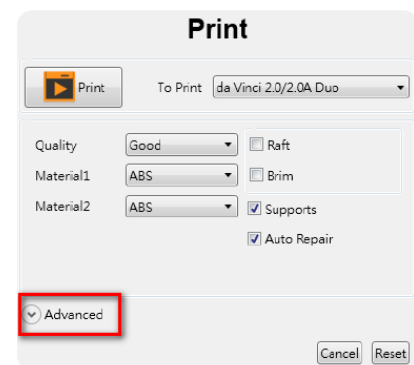 Print
Print To Print da Vinci 2.0/2.0A Duo
Quality Good Raft
Material1 ABS Brim
Material2 ABS Supports
Auto Repair
Advanced
Cancel Reset